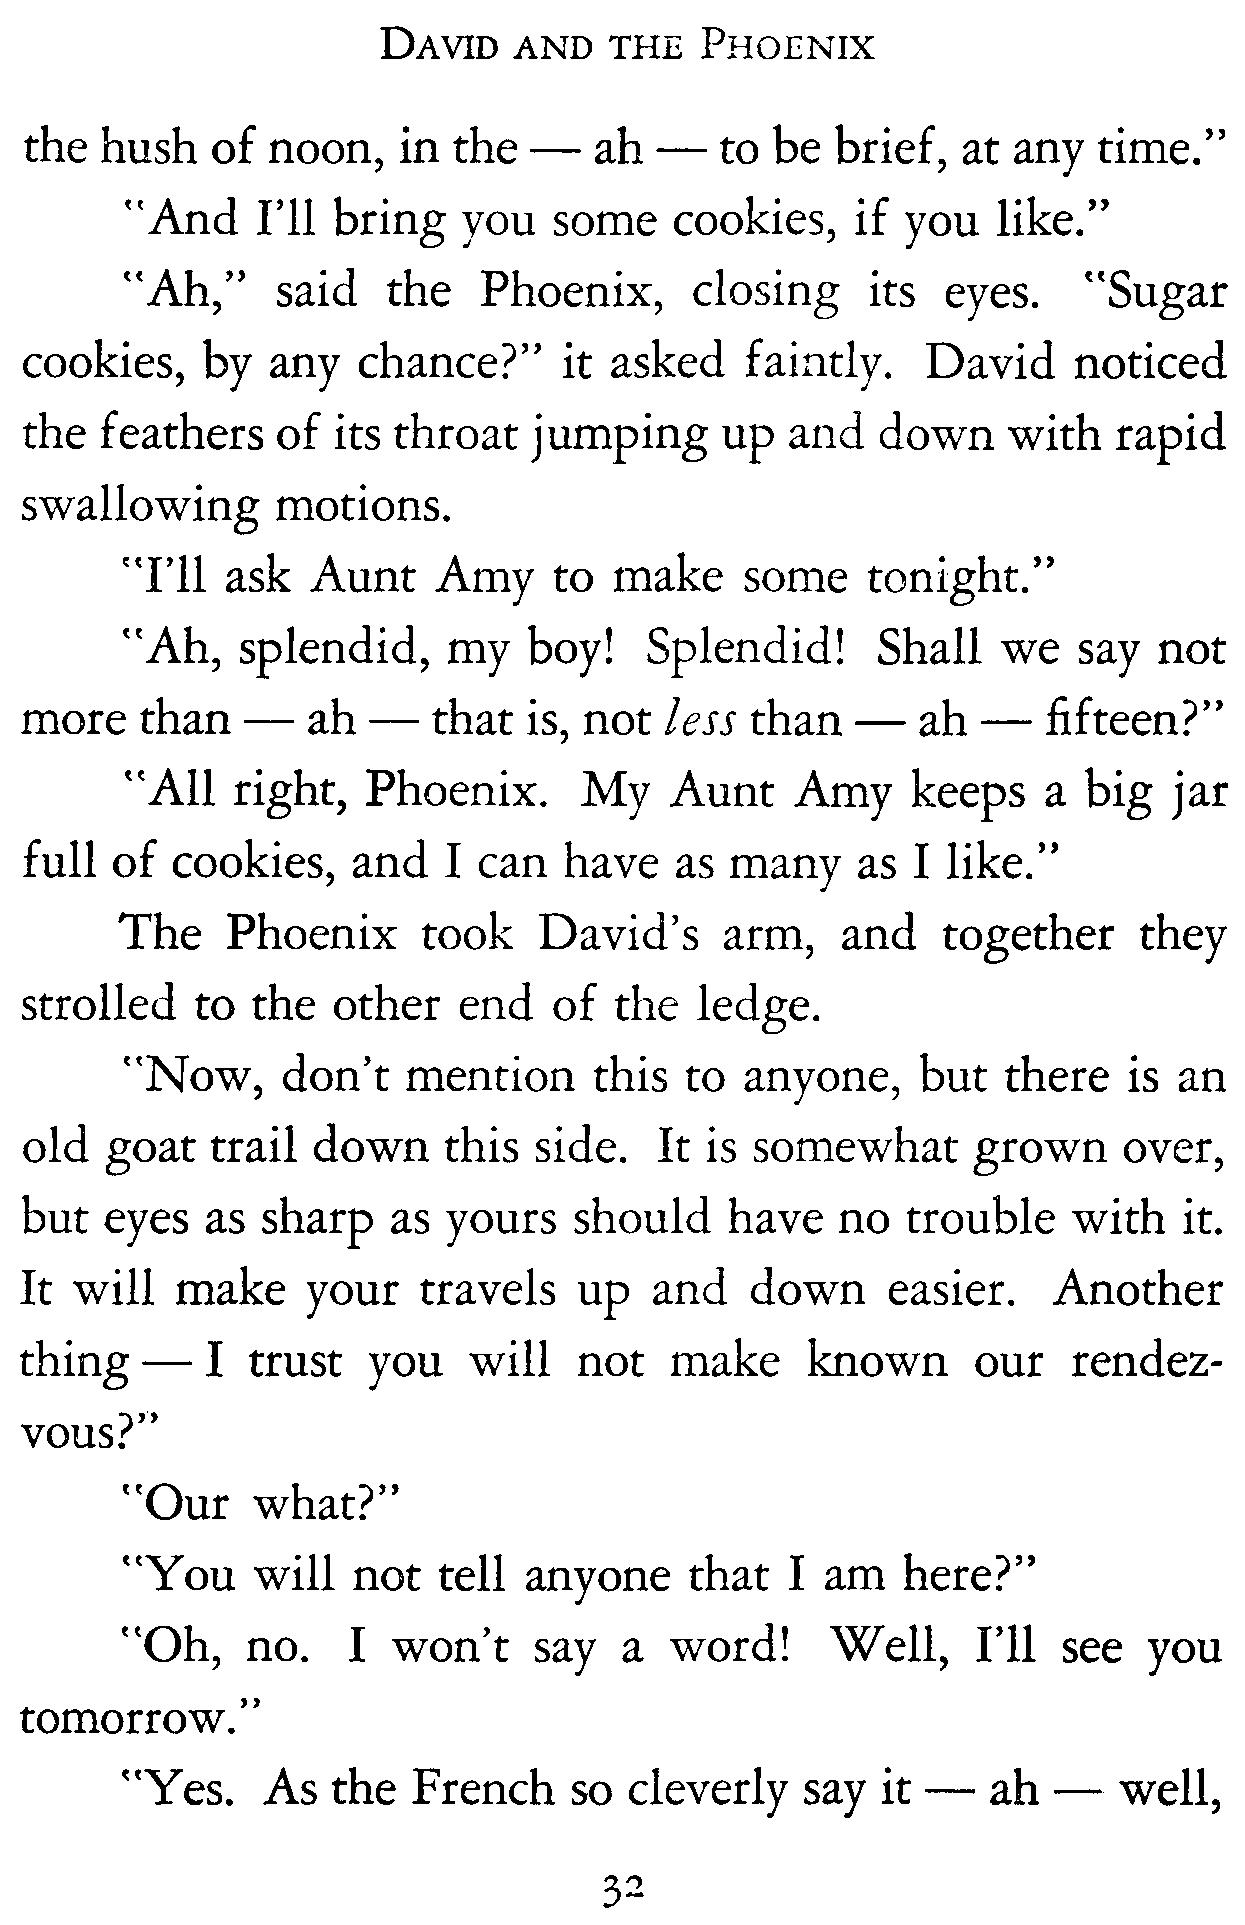 DAVID AND THE PHOENIX
the hush of noon, in the — ah — to be brief, at any time.”
“And I’ll bring you some cookies, if you like.”
“Ah,” said the Phoenix, closing its eyes. “Sugar
cookies, by any chance?” it asked faintly. David noticed
the feathers of its throat jumping up and down with rapid
swallowing motions.
“I’ll ask Aunt Amy to make some tonight.”
“Ah, splendid, my boy! Splendid! Shall we say not
more than — ah — that is, not less than — ah — fifteen?”
“All right, Phoenix. My Aunt Amy keeps a big jar
full of cookies, and I can have as many as I like.”
The Phoenix took David’s arm, and together they
strolled to the other end of the ledge.
“Now, don’t mention this to anyone, but there is an
old goat trail down this side. It is somewhat grown over,
but eyes as sharp as yours should have no trouble with it.
It will make your travels up and down easier. Another
thing — I trust you will not make known our rendez-
vous?”
“Our what?”
“You will not tell anyone that I am here?”
“Oh, no. I won’t say a word! Well, I’ll see you
tomorrow.”
“Yes. As the French so cleverly say it — ah — well,
32